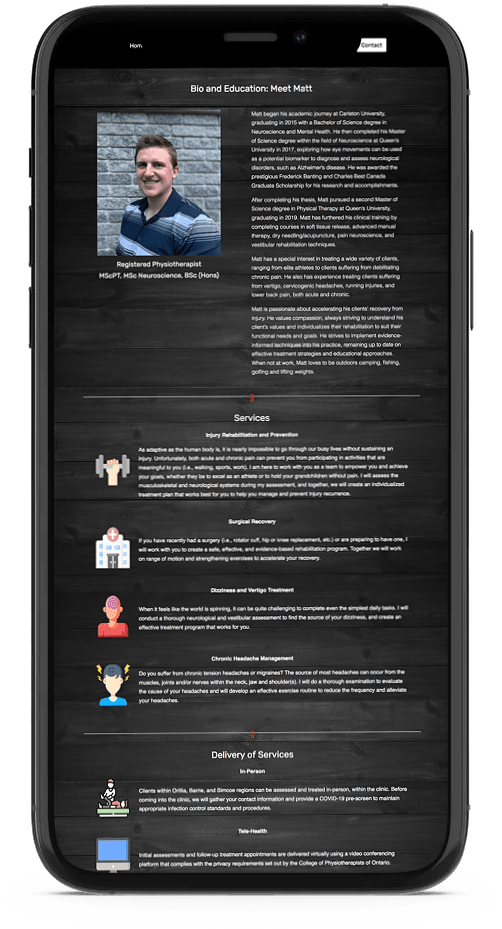 Hom
Contact
Bio and Education: Meet Matt
Matt began his academic journey at Carleton University,
graduating in 2015 with a Bachelor of Science degree in
Neuroscience and Mental Health. He then completed his Master
of Science degree within the field of Neuroscience at Queen's
University in 2017, exploring how eye movements can be used
as a potential biomarker to diagnose and assess neurological
disorders, such as Alzheimer's disease. He was awarded the
prestigious Frederick Banting and Charles Best Canada
Graduate Scholarship for his research and accomplishments.
After completing his thesis, Matt pursued a second Master of
Science degree in Physical Therapy at Queen's University,
graduating in 2019. Matt has furthered his clinical training by
completing courses in soft tissue release, advanced manual
therapy, dry needling/acupuncture, pain neuroscience, and
vestibular rehabilitation techniques.
Matt has a special interest in treating a wide variety of clients,
ranging from elite athletes to clients suffering from debilitating
chronic pain. He also has experience treating clients suffering
from vertigo, cervicogenic headaches, running injuries, and
lower back pain, both acute and chronic.
Matt is passionate about accelerating his clients' recovery from
injury. He values compassion, always striving to understand his
client's values and individualizes their rehabilitation to suit their
functional needs and goals. He strives to implement evidence-
informed techniques into his practice, remaining up to date on
effective treatment strategies and educational approaches.
When not at work, Matt loves to be outdoors camping, fishing,
golfing and lifting weights.
Registered Physiotherapist
MScPT, MSc Neuroscience, BSc (Hons)
Services
Injury Rehabilitation and Prevention
As adaptive as the human body is, it is nearly impossible to go through our busy lives without sustaining an
injury. Unfortunately, both acute and chronic pain can prevent you from participating in activities that are
meaningful to you (i.e., walking, sports, work). I am here to work with you as a team to empower you and achieve
your goals, whether they be to excel as an athlete or to hold your grandchildren without pain. I will assess the
musculoskeletal and neurological systems during my assessment, and together, we will create an individualized
treatment plan that works best for you to help you manage and prevent injury recurrence.
Surgical Recovery
If you have recently had a surgery (i.e., rotator cuff, hip or knee replacement, etc.) or are preparing to have one, I
will work with you to create a safe, effective, and evidence-based rehabilitation program. Together we will work
on range of motion and strengthening exercises to accelerate your recovery.
Dizziness and Vertigo Treatment
When it feels like the world is spinning, it can be quite challenging to complete even the simplest daily tasks. I will
conduct a thorough neurological and vestibular assessment to find the source of your dizziness, and create an
effective treatment program that works for you.
Chronic Headache Management
Do you suffer from chronic tension headaches or migraines? The source of most headaches can occur from the
muscles, joints and/or nerves within the neck, jaw and shoulder(s). I will do a thorough examination to evaluate
the cause of your headaches and will develop an effective exercise routine to reduce the frequency and alleviate
your headaches.
Delivery of Services
In-Person
Clients within Orillia, Barrie, and Simcoe regions can be assessed and treated in-person, within the clinic. Before
coming into the clinic, we will gather your contact information and provide a COVID-19 pre-screen to maintain
appropriate infection control standards and procedures.
Tele-Health
Initial assessments and follow-up treatment appointments are delivered virtually using a video conferencing
platform that complies with the privacy requirements set out by the College of Physiotherapists of Ontario.